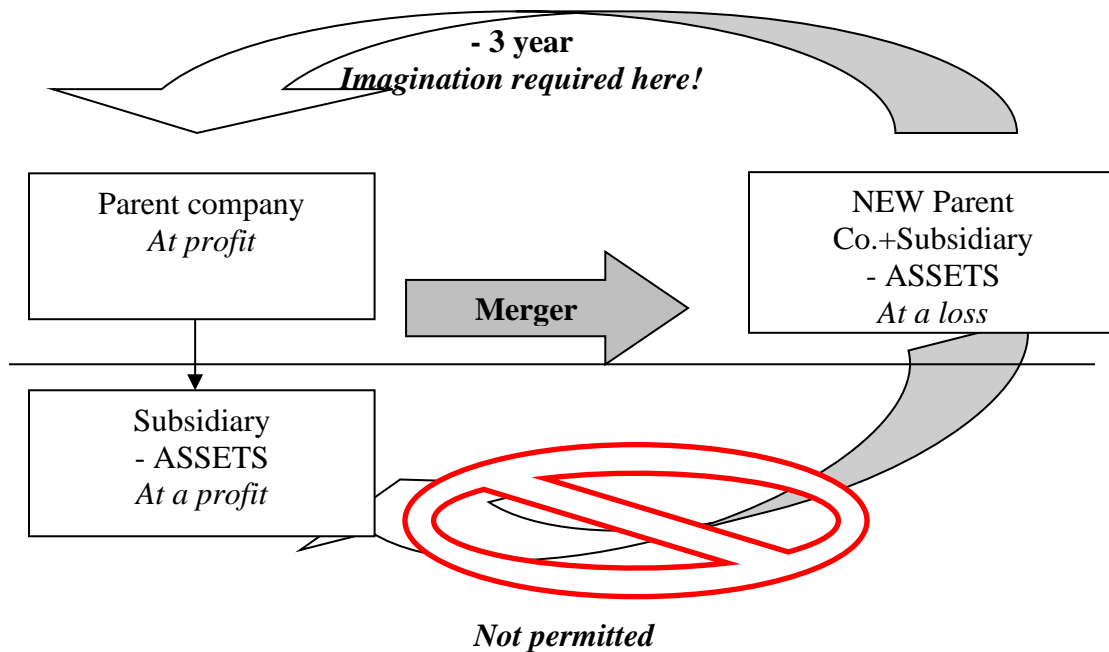 - 3 year
Imagination required here!
Parent company
At profit
Merger
NEW Parent
Co.+Subsidiary
- ASSETS
At a loss
Subsidiary
- ASSETS
At a profit
Not permitted